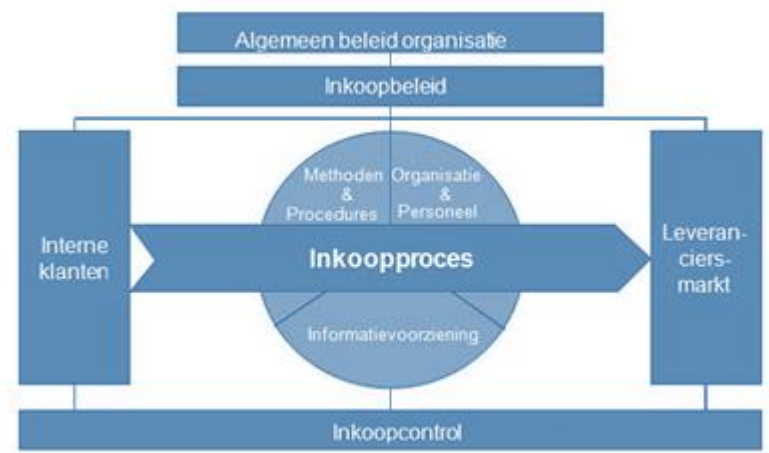 Algemeen beleid organisatie
Inkoopbeleid
Methoden
&
Procedures
Organisatie
&
Personeel
Interne
klanten
Inkoopproces
Leveran-
ciers-
markt
Informatievoorziening
Inkoopcontrol